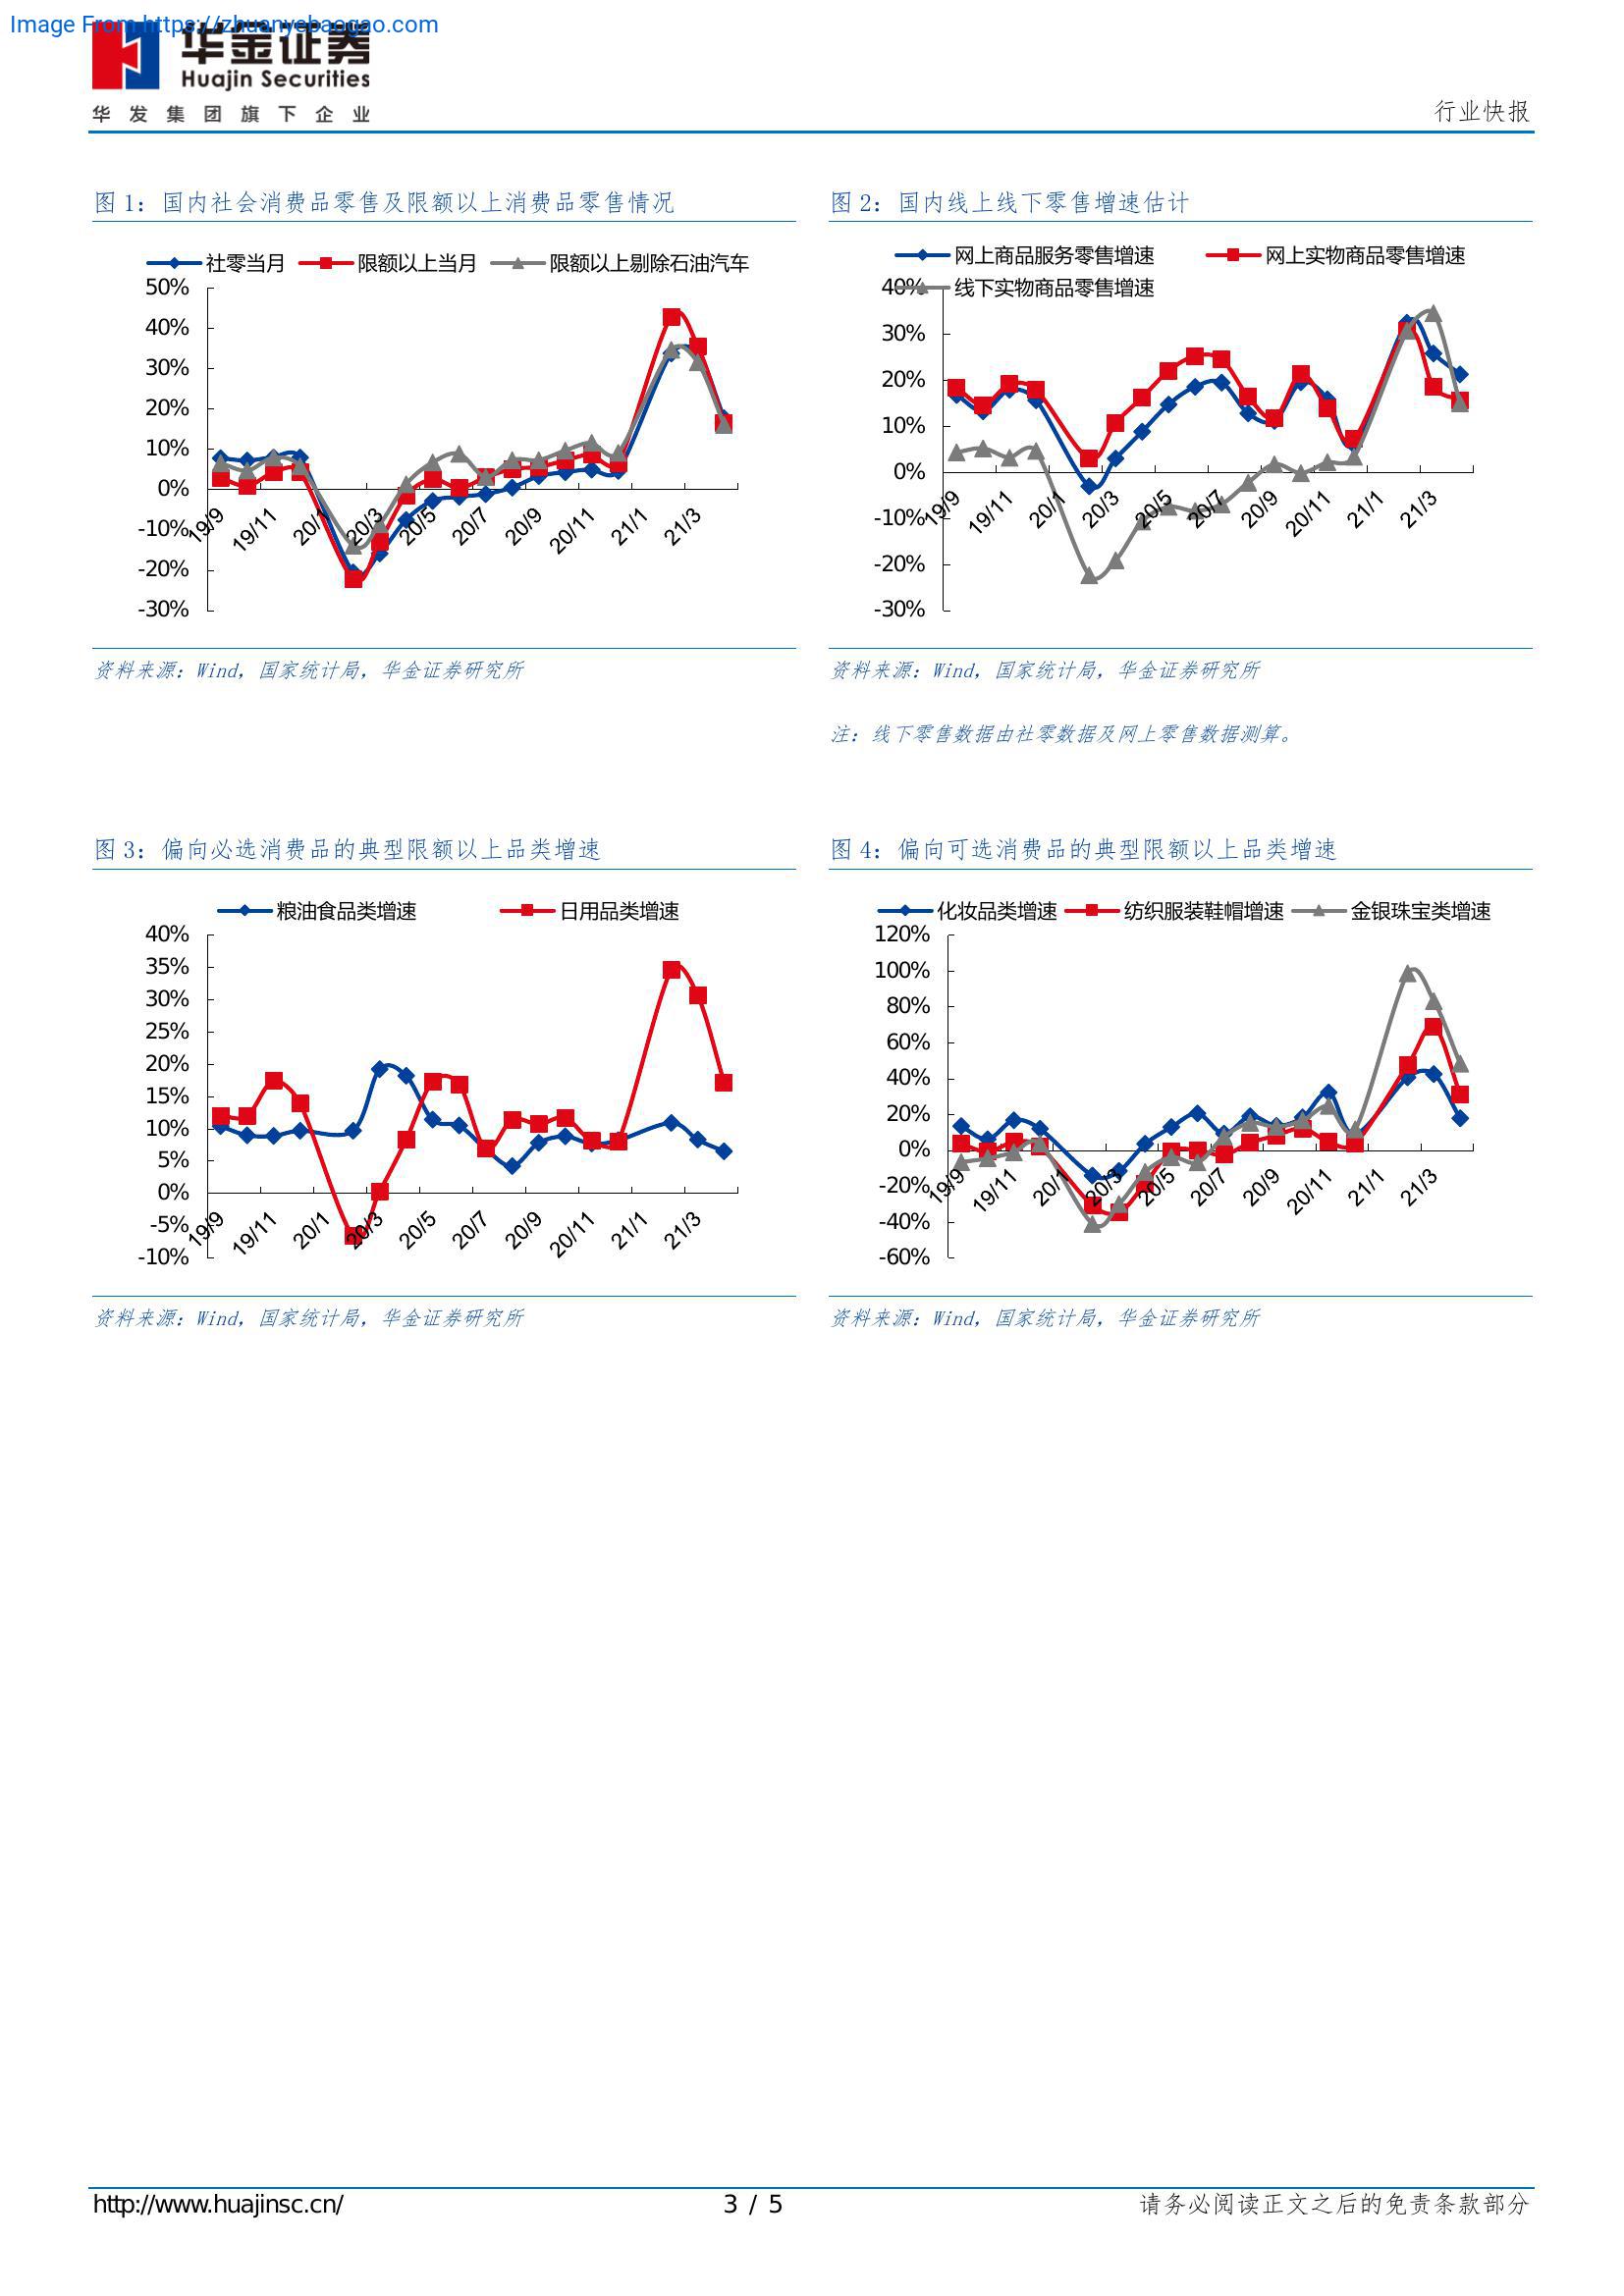 Image From https://zhuanyebaogao.com
华金证券
Huajin Securities
华发集团旗下企业
行业快报
图 1：国内社会消费品零售及限额以上消费品零售情况
社零当月 限额以上当月 限额以上剔除石油汽车
50%
40%
30%
20%
10%
0%
-10%
-20%
-30%
19/9 19/11 20/1 20/3 20/5 20/7 20/9 20/11 21/1 21/3
资料来源：Wind，国家统计局，华金证券研究所
图 2：国内线上线下零售增速估计
网上商品服务零售增速 网上实物商品零售增速
线下实物商品零售增速
40%
30%
20%
10%
0%
-10%
-20%
-30%
19/9 19/11 20/1 20/3 20/5 20/7 20/9 20/11 21/1 21/3
资料来源：Wind，国家统计局，华金证券研究所
注：线下零售数据由社零数据及网上零售数据测算。
图 3：偏向必选消费品的典型限额以上品类增速
粮油食品类增速 日用品类增速
40%
35%
30%
25%
20%
15%
10%
5%
0%
-5%
-10%
19/9 19/11 20/1 20/3 20/5 20/7 20/9 20/11 21/1 21/3
资料来源：Wind，国家统计局，华金证券研究所
图 4：偏向可选消费品的典型限额以上品类增速
化妆品类增速 纺织服装鞋帽增速 金银珠宝类增速
120%
100%
80%
60%
40%
20%
0%
-20%
-40%
-60%
19/9 19/11 20/1 20/3 20/5 20/7 20/9 20/11 21/1 21/3
资料来源：Wind，国家统计局，华金证券研究所
http://www.huajinsc.cn/
3 / 5
请务必阅读正文之后的免责条款部分